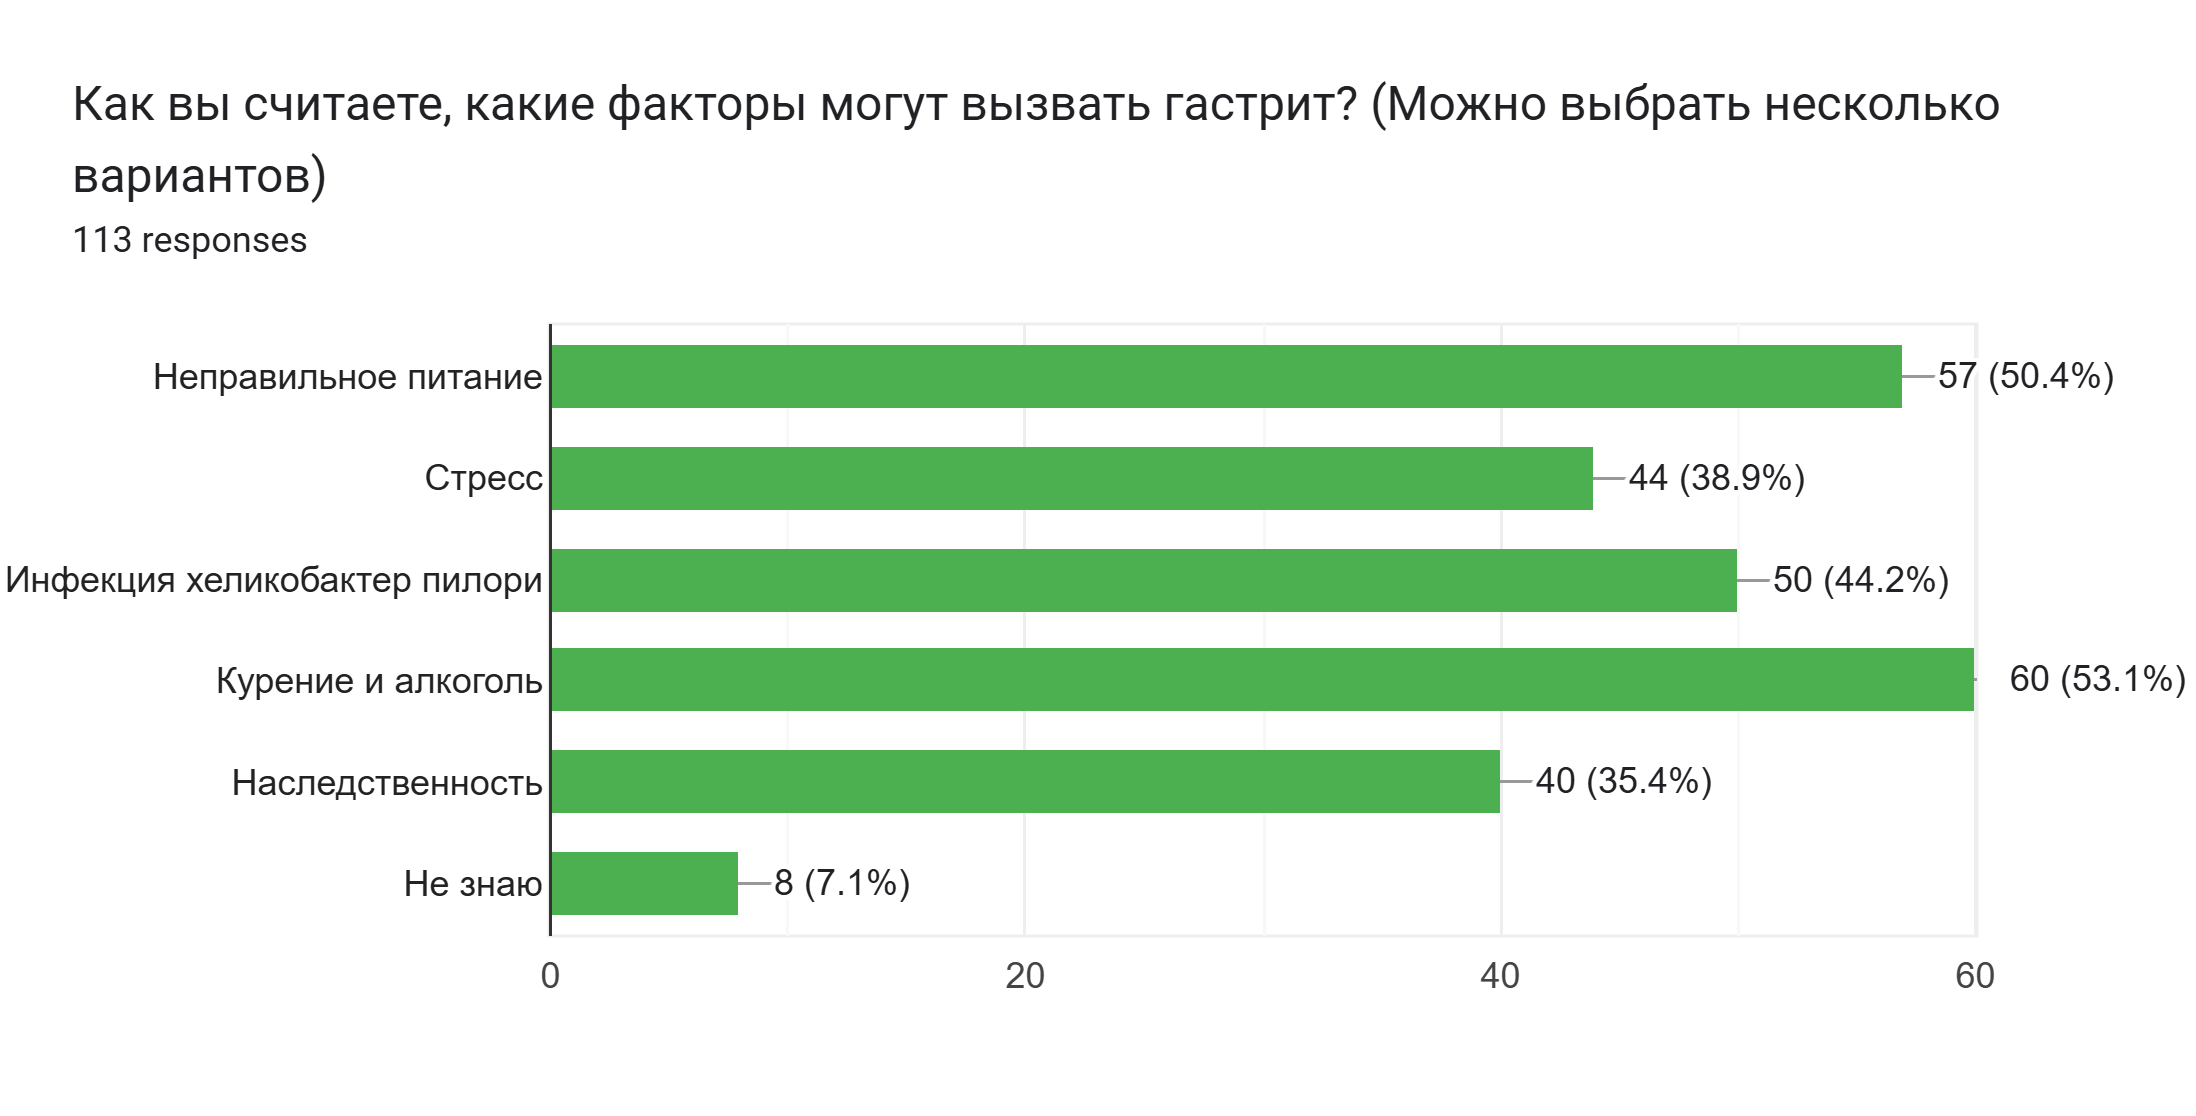 Как вы считаете, какие факторы могут вызвать гастрит? (Можно выбрать несколько
вариантов)
113 responses
Неправильное питание 57 (50.4%)
Стресс 44 (38.9%)
Инфекция хеликобактер пилори 50 (44.2%)
Курение и алкоголь 60 (53.1%)
Наследственность 40 (35.4%)
Не знаю 8 (7.1%)
0 20 40 60